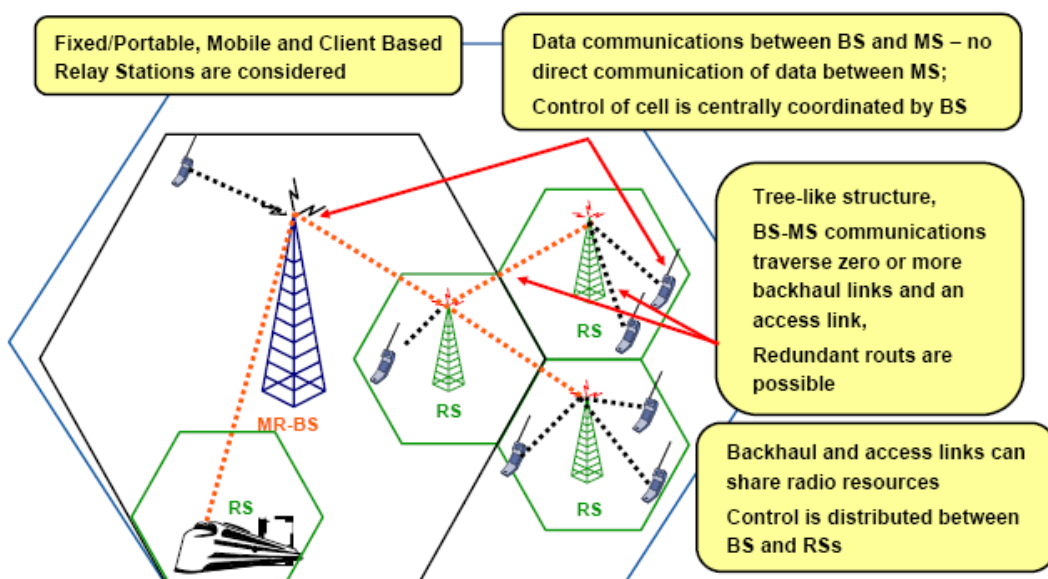 Fixed/Portable, Mobile and Client Based
Relay Stations are considered
Data communications between BS and MS – no
direct communication of data between MS;
Control of cell is centrally coordinated by BS
Tree-like structure,
BS-MS communications
traverse zero or more
backhaul links and an
access link,
Redundant routs are
possible
RS
RS
MR-BS
RS
RS
Backhaul and access links can
share radio resources
Control is distributed between
BS and RSs